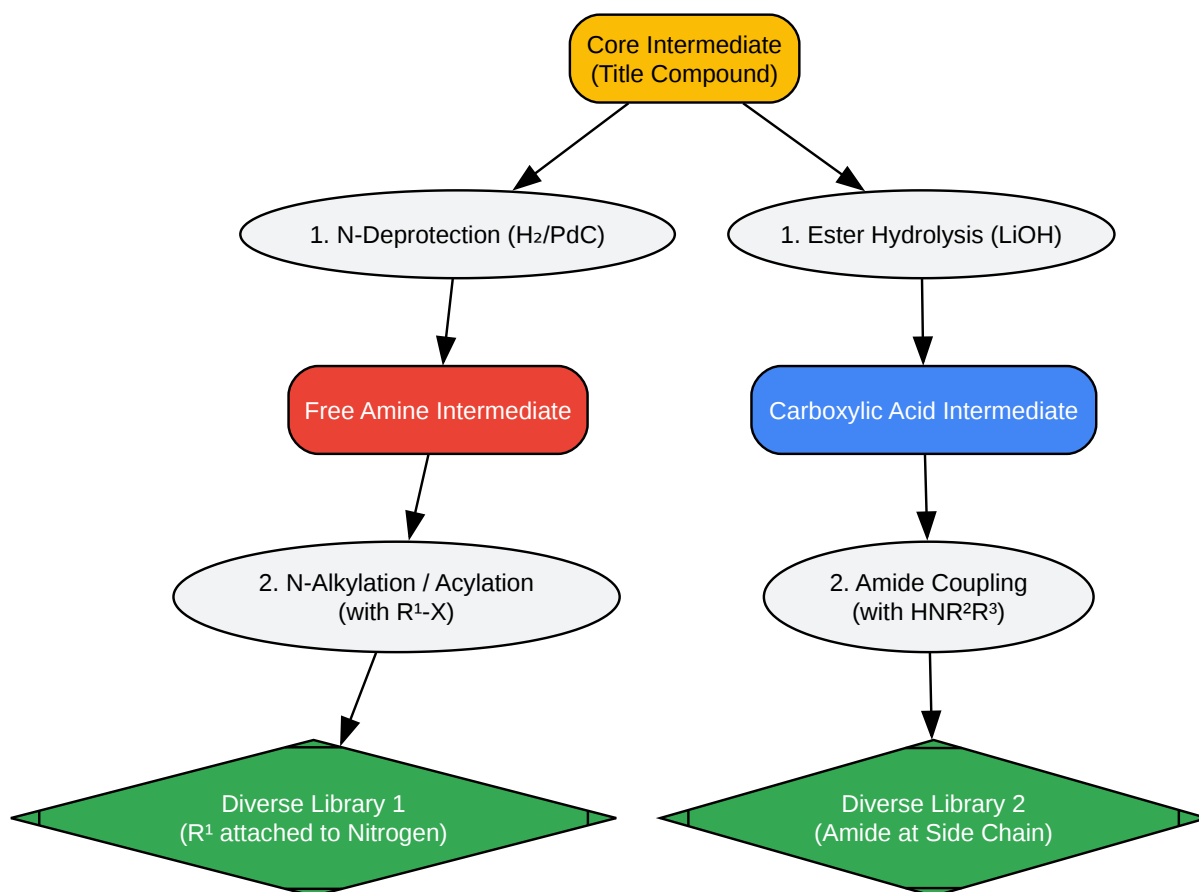 Core Intermediate
(Title Compound)
1. N-Deprotection (H₂/PdC)
1. Ester Hydrolysis (LiOH)
Free Amine Intermediate
Carboxylic Acid Intermediate
2. N-Alkylation / Acylation
(with R¹-X)
2. Amide Coupling
(with HNR²R³)
Diverse Library 1
(R¹ attached to Nitrogen)
Diverse Library 2
(Amide at Side Chain)